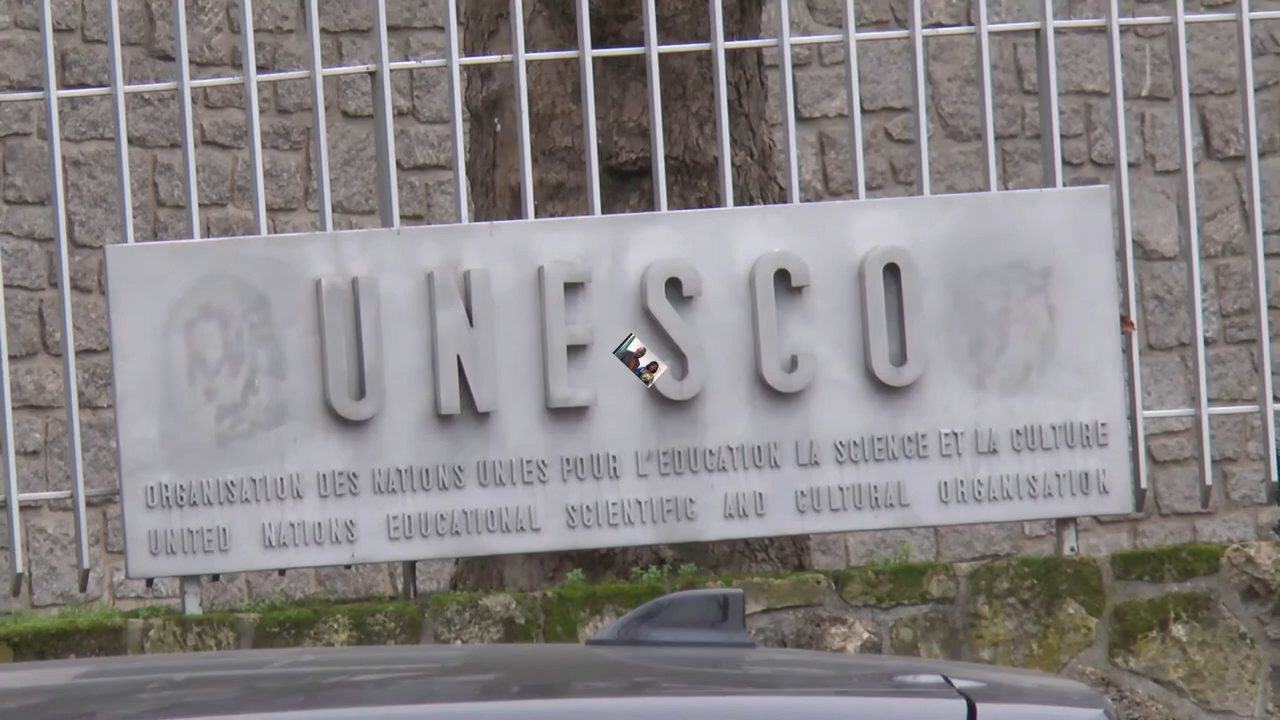 UNESCO
ORGANISATION DES NATIONS UNIES POUR L'EDUCATION LA SCIENCE ET LA CULTURE
UNITED NATIONS EDUCATIONAL SCIENTIFIC AND CULTURAL ORGANISATION